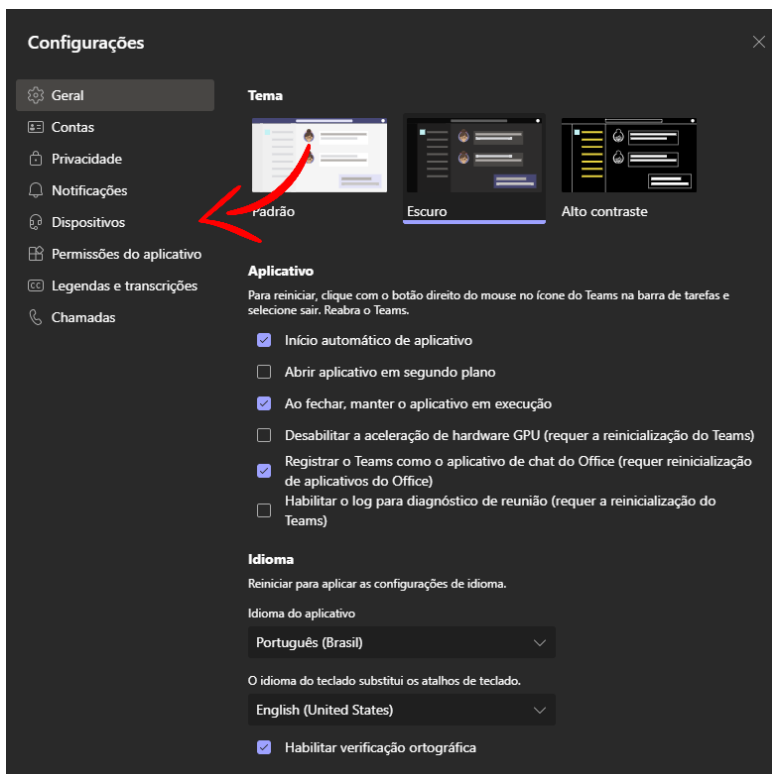 Configurações
Geral
Contas
Privacidade
Notificações
Dispositivos
Permissões do aplicativo
Legendas e transcrições
Chamadas
Tema
Padrão
Escuro
Alto contraste
Aplicativo
Para reiniciar, clique com o botão direito do mouse no ícone do Teams na barra de tarefas e
selecione sair. Reabra o Teams.
Início automático de aplicativo
Abrir aplicativo em segundo plano
Ao fechar, manter o aplicativo em execução
Desabilitar a aceleração de hardware GPU (requer a reinicialização do Teams)
Registrar o Teams como o aplicativo de chat do Office (requer reinicialização
de aplicativos do Office)
Habilitar o log para diagnóstico de reunião (requer a reinicialização do
Teams)
Idioma
Reiniciar para aplicar as configurações de idioma.
Idioma do aplicativo
Português (Brasil)
O idioma do teclado substitui os atalhos de teclado.
English (United States)
Habilitar verificação ortográfica